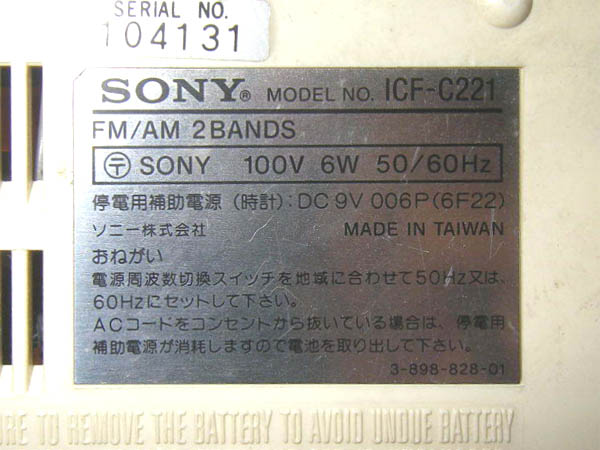 SERIAL NO.
104131
SONY® MODEL NO. ICF-C221
FM/AM 2BANDS
〶 SONY 100V 6W 50/60Hz
停電用補助電源(時計):DC 9V 006P(6F22)
ソニー株式会社 MADE IN TAIWAN
おねがい
電源周波数切換スイッチを地域に合わせて50Hz又は、
60Hzにセットして下さい。
ACコードをコンセントから抜いている場合は、停電用
補助電源が消耗しますので電池を取り出して下さい。
3-898-828-01
TO REMOVE THE BATTERY TO AVOID UNDUE BATTERY